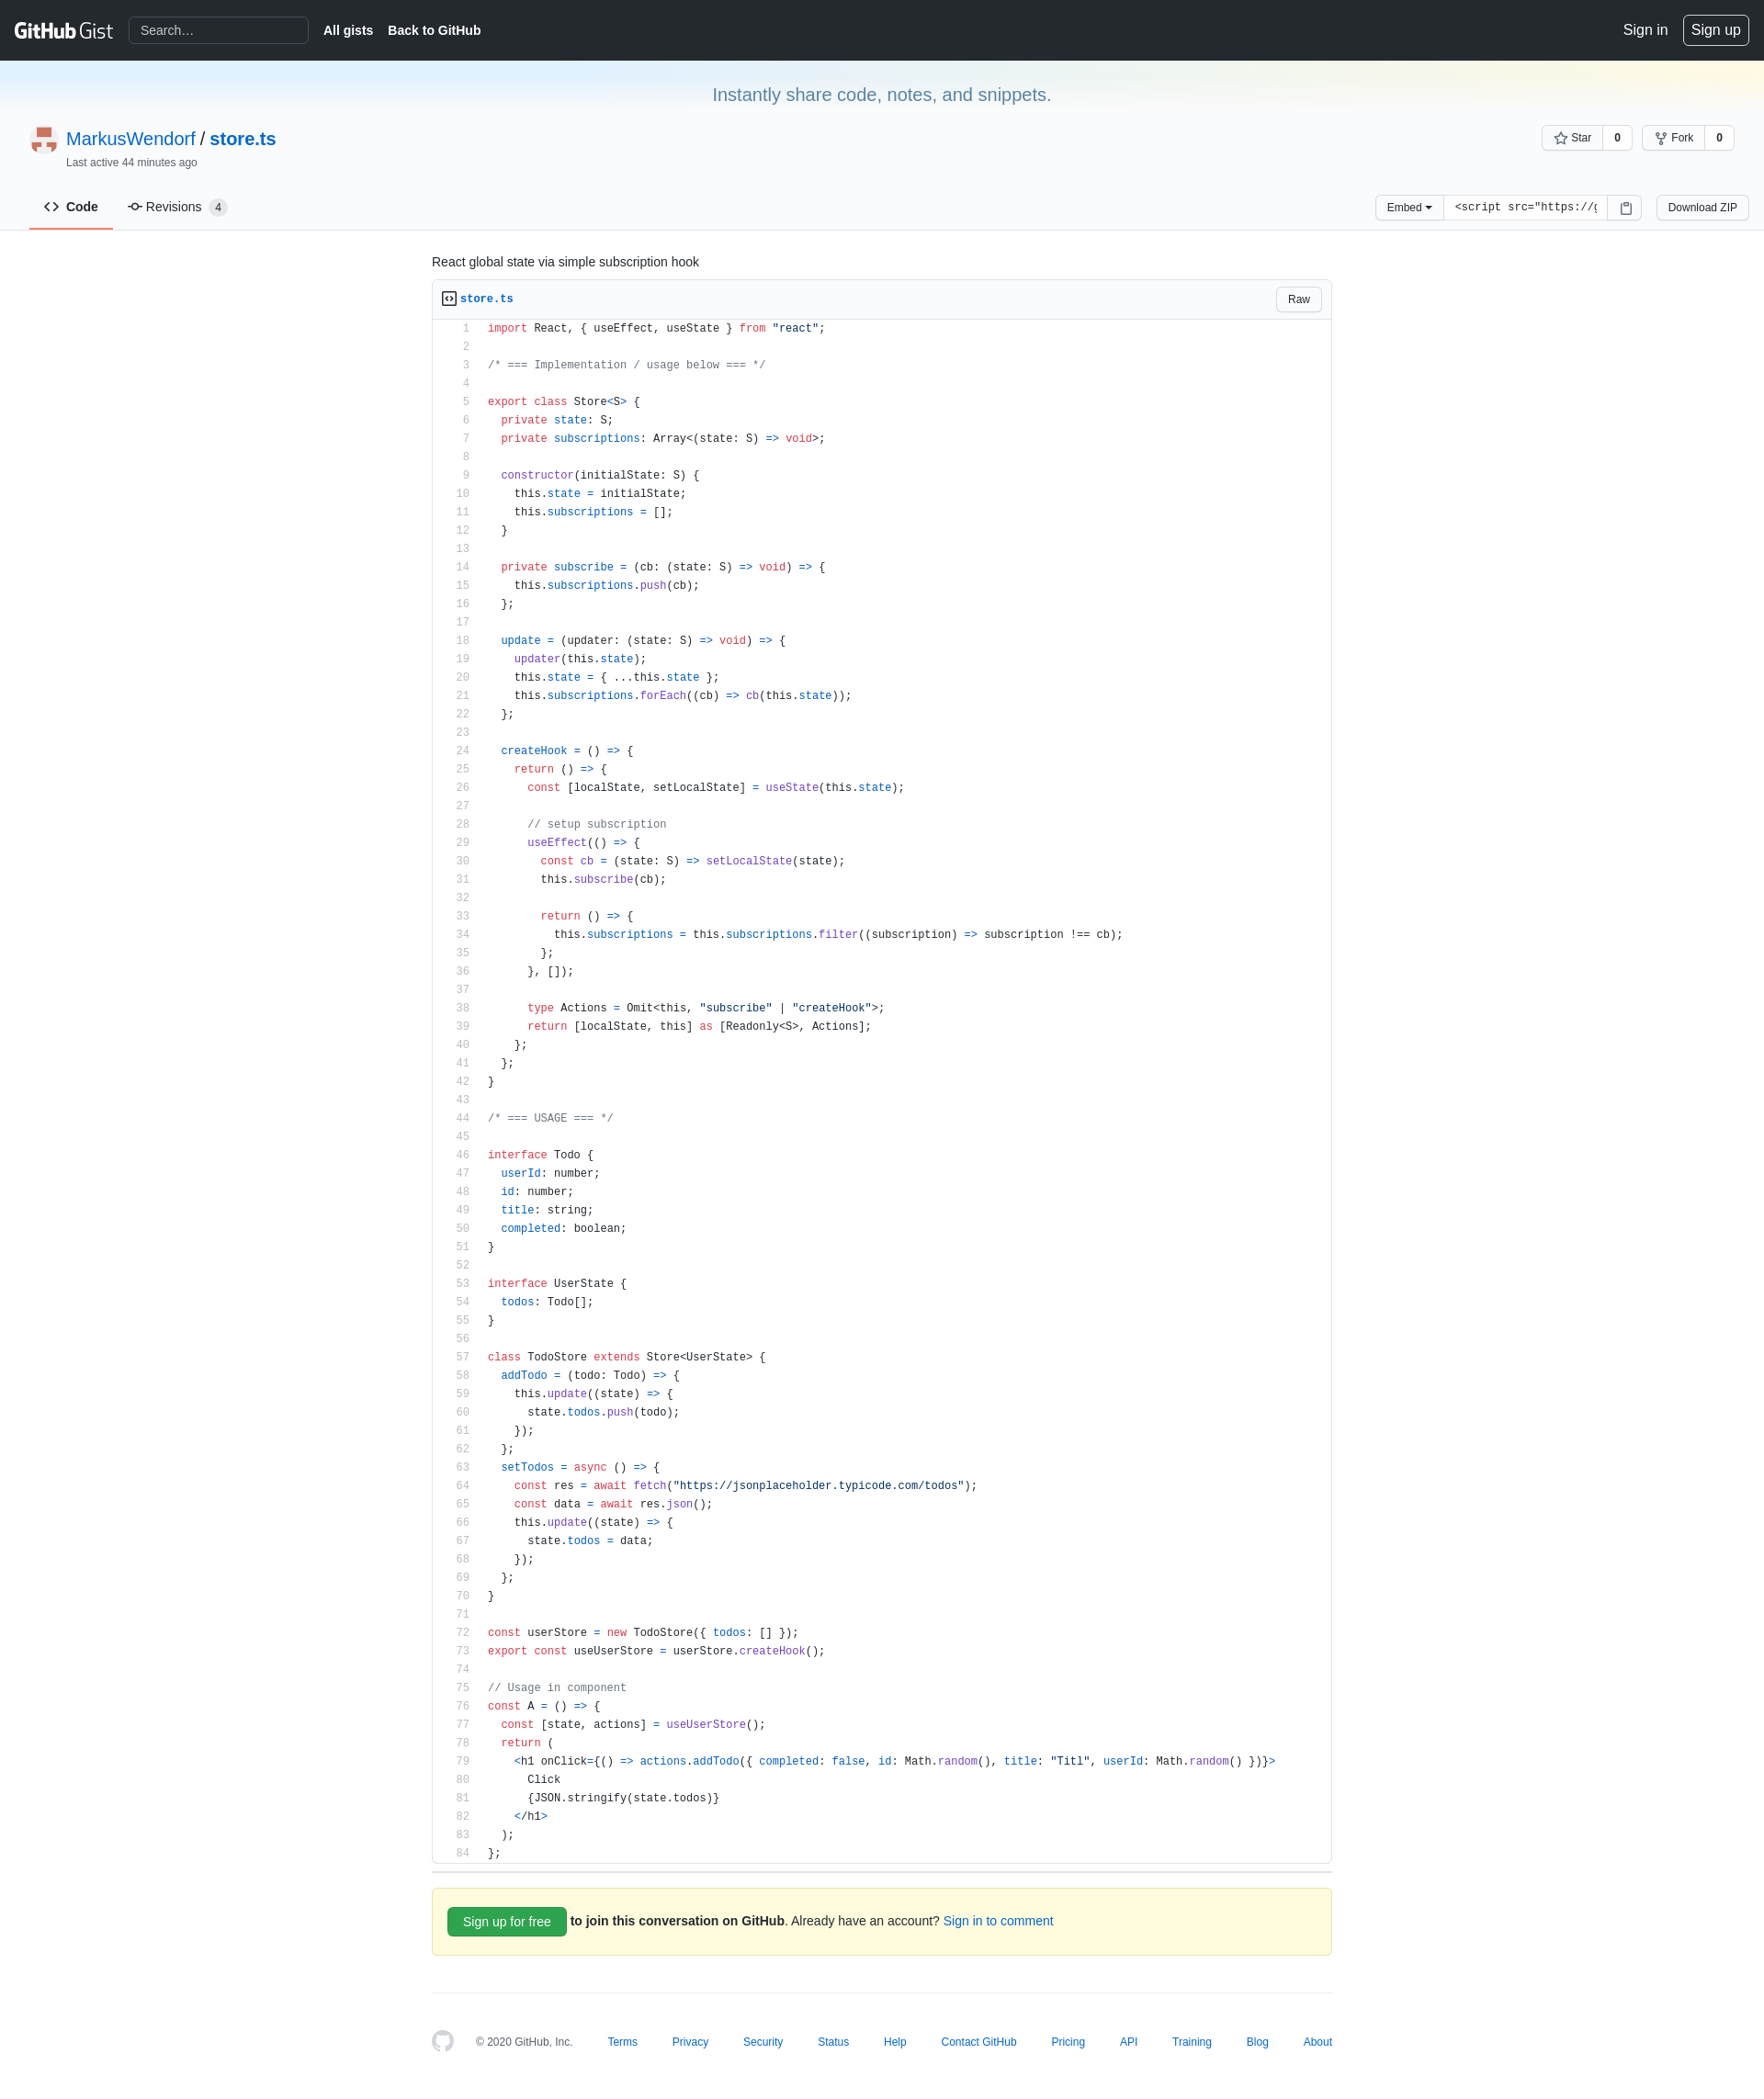 GitHub Gist Search… All gists Back to GitHub Sign in Sign up
Instantly share code, notes, and snippets.
MarkusWendorf / store.ts
Star 0 Fork 0
Last active 44 minutes ago
Code Revisions 4 Embed <script src="https://g Download ZIP
React global state via simple subscription hook
store.ts Raw
1 import React, { useEffect, useState } from "react";
2
3 /* === Implementation / usage below === */
4
5 export class Store<S> {
6   private state: S;
7   private subscriptions: Array<(state: S) => void>;
8
9   constructor(initialState: S) {
10     this.state = initialState;
11     this.subscriptions = [];
12   }
13
14   private subscribe = (cb: (state: S) => void) => {
15     this.subscriptions.push(cb);
16   };
17
18   update = (updater: (state: S) => void) => {
19     updater(this.state);
20     this.state = { ...this.state };
21     this.subscriptions.forEach((cb) => cb(this.state));
22   };
23
24   createHook = () => {
25     return () => {
26       const [localState, setLocalState] = useState(this.state);
27
28       // setup subscription
29       useEffect(() => {
30         const cb = (state: S) => setLocalState(state);
31         this.subscribe(cb);
32
33         return () => {
34           this.subscriptions = this.subscriptions.filter((subscription) => subscription !== cb);
35         };
36       }, []);
37
38       type Actions = Omit<this, "subscribe" | "createHook">;
39       return [localState, this] as [Readonly<S>, Actions];
40     };
41   };
42 }
43
44 /* === USAGE === */
45
46 interface Todo {
47   userId: number;
48   id: number;
49   title: string;
50   completed: boolean;
51 }
52
53 interface UserState {
54   todos: Todo[];
55 }
56
57 class TodoStore extends Store<UserState> {
58   addTodo = (todo: Todo) => {
59     this.update((state) => {
60       state.todos.push(todo);
61     });
62   };
63   setTodos = async () => {
64     const res = await fetch("https://jsonplaceholder.typicode.com/todos");
65     const data = await res.json();
66     this.update((state) => {
67       state.todos = data;
68     });
69   };
70 }
71
72 const userStore = new TodoStore({ todos: [] });
73 export const useUserStore = userStore.createHook();
74
75 // Usage in component
76 const A = () => {
77   const [state, actions] = useUserStore();
78   return (
79     <h1 onClick={() => actions.addTodo({ completed: false, id: Math.random(), title: "Titl", userId: Math.random() })}>
80       Click
81       {JSON.stringify(state.todos)}
82     </h1>
83   );
84 };
Sign up for free to join this conversation on GitHub. Already have an account? Sign in to comment
© 2020 GitHub, Inc. Terms Privacy Security Status Help Contact GitHub Pricing API Training Blog About